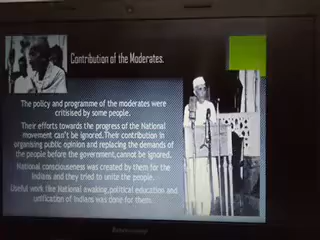 Contribution of the Moderates.
The policy and programme of the moderates were
critisised by some people.
Their efforts towards the progress of the National
movement can't be ignored.Their contribution in
organising public opinion and replacing the demands of
the people before the government,cannot be ignored.
National consciousness was created by them for the
Indians and they tried to unite the people.
Useful work like National awaking,political education and
unification of Indians was done for them.